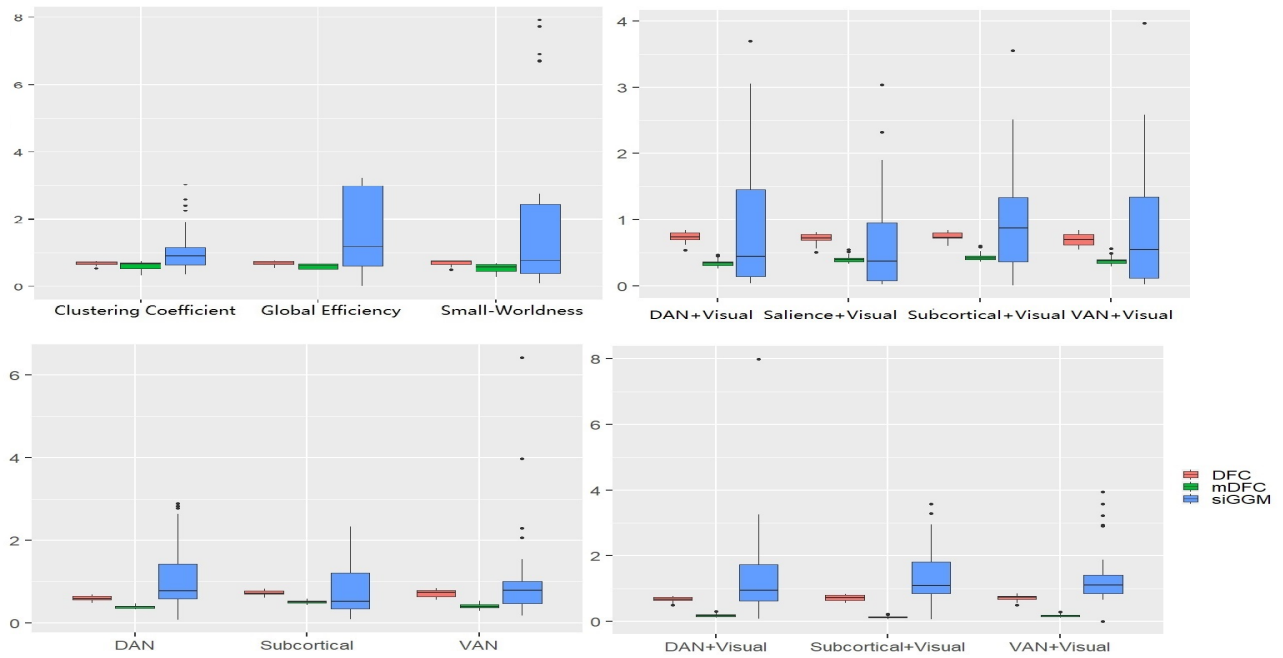 8
6
4
2
0
Clustering Coefficient Global Efficiency Small-Worldness
4
3
2
1
0
DAN+Visual Salience+Visual Subcortical+Visual VAN+Visual
6
4
2
0
DAN Subcortical VAN
8
6
4
2
0
DAN+Visual Subcortical+Visual VAN+Visual
DFC
mDFC
siGGM